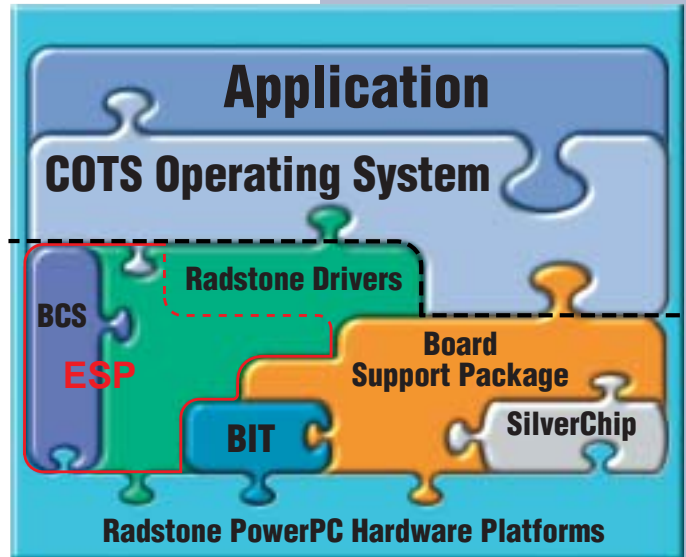 Application
COTS Operating System
Radstone Drivers
BCS
ESP
Board
Support Package
BIT
SilverChip
Radstone PowerPC Hardware Platforms